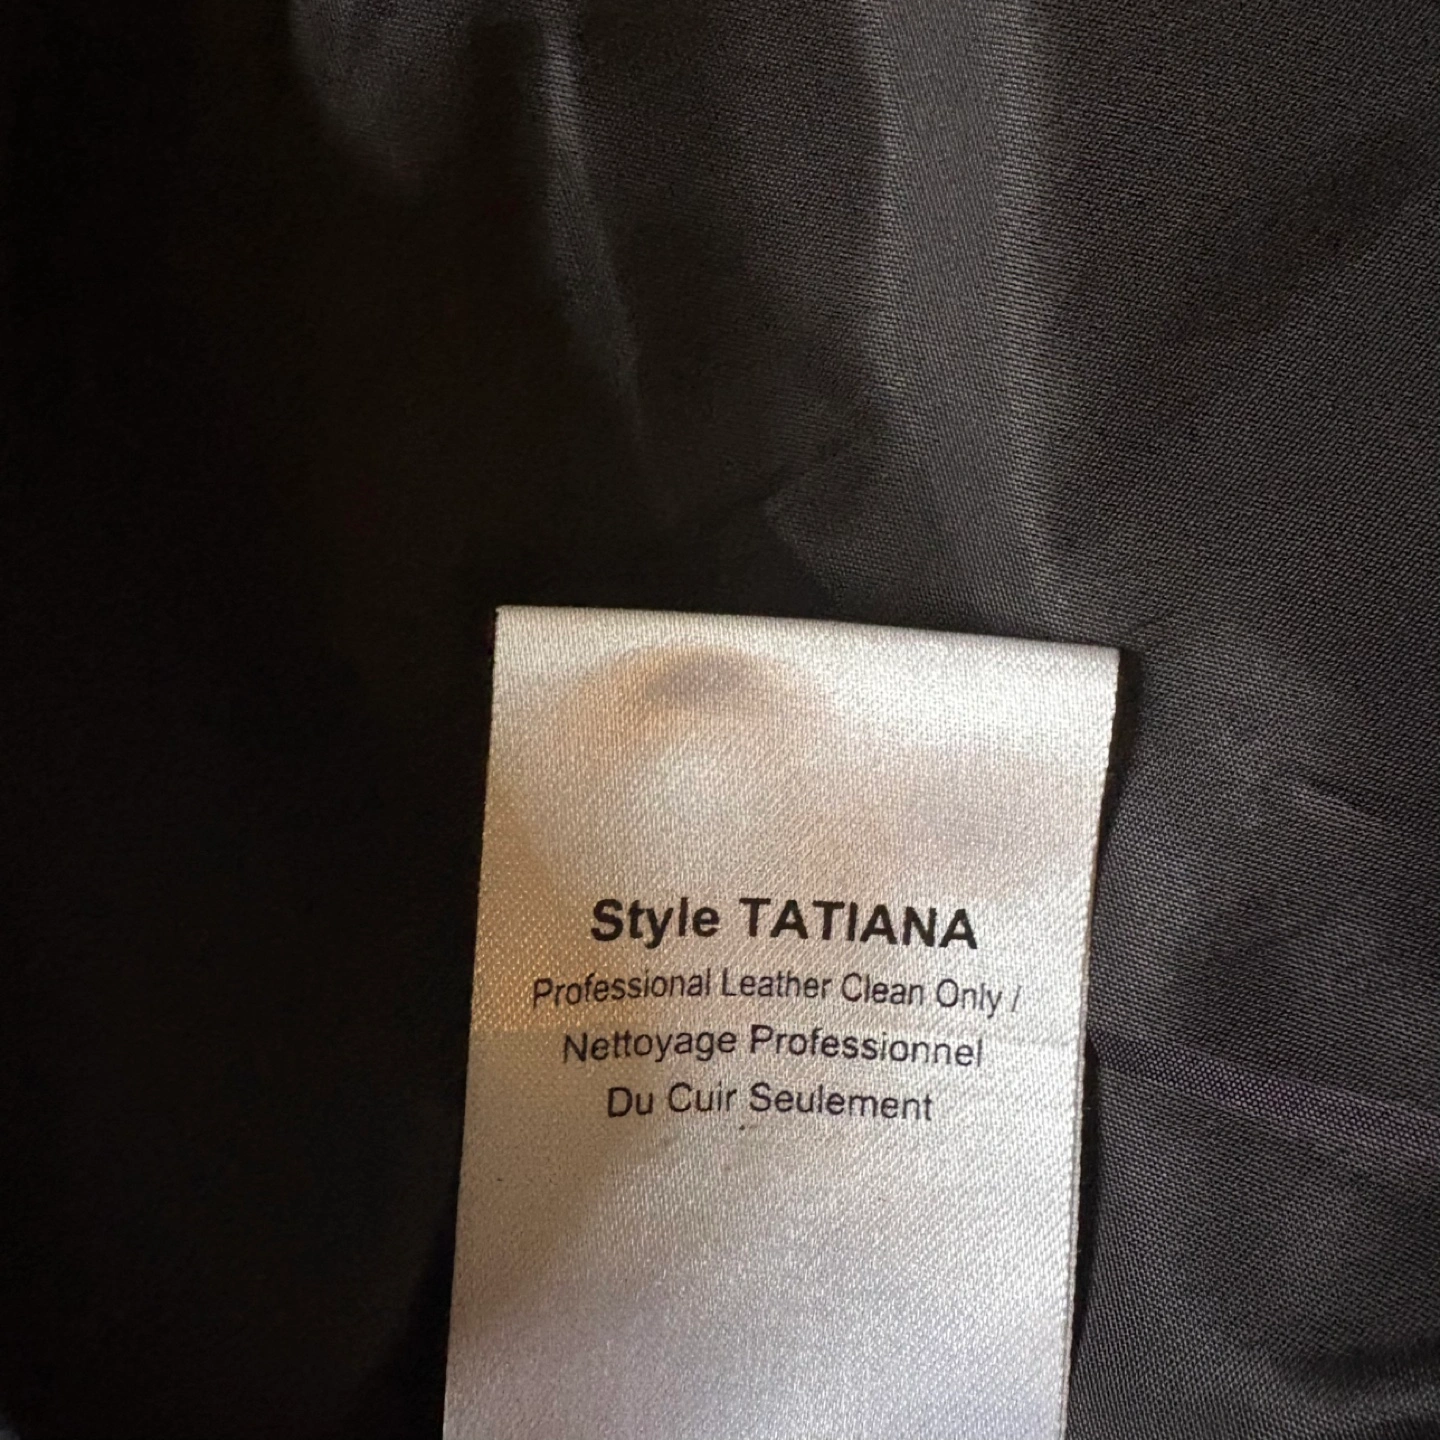 Style TATIANA
Professional Leather Clean Only /
Nettoyage Professionnel
Du Cuir Seulement